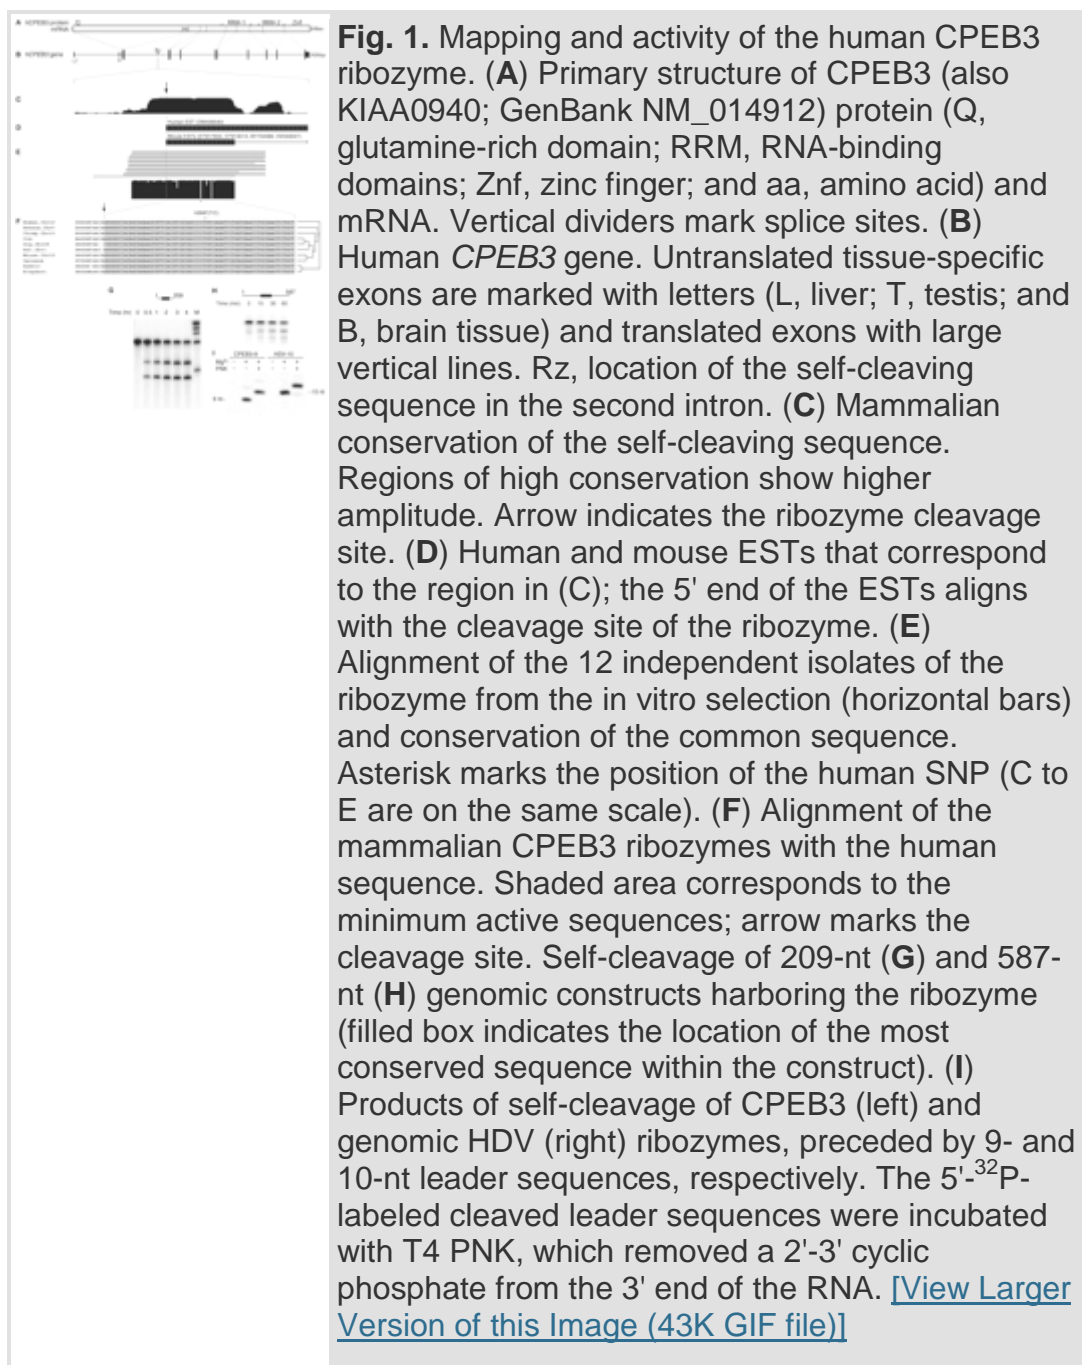 A
B
C
D
E
F
G
H
I
Fig. 1. Mapping and activity of the human CPEB3
ribozyme. (A) Primary structure of CPEB3 (also
KIAA0940; GenBank NM_014912) protein (Q,
glutamine-rich domain; RRM, RNA-binding
domains; Znf, zinc finger; and aa, amino acid) and
mRNA. Vertical dividers mark splice sites. (B)
Human CPEB3 gene. Untranslated tissue-specific
exons are marked with letters (L, liver; T, testis; and
B, brain tissue) and translated exons with large
vertical lines. Rz, location of the self-cleaving
sequence in the second intron. (C) Mammalian
conservation of the self-cleaving sequence.
Regions of high conservation show higher
amplitude. Arrow indicates the ribozyme cleavage
site. (D) Human and mouse ESTs that correspond
to the region in (C); the 5' end of the ESTs aligns
with the cleavage site of the ribozyme. (E)
Alignment of the 12 independent isolates of the
ribozyme from the in vitro selection (horizontal bars)
and conservation of the common sequence.
Asterisk marks the position of the human SNP (C to
E are on the same scale). (F) Alignment of the
mammalian CPEB3 ribozymes with the human
sequence. Shaded area corresponds to the
minimum active sequences; arrow marks the
cleavage site. Self-cleavage of 209-nt (G) and 587-
nt (H) genomic constructs harboring the ribozyme
(filled box indicates the location of the most
conserved sequence within the construct). (I)
Products of self-cleavage of CPEB3 (left) and
genomic HDV (right) ribozymes, preceded by 9- and
10-nt leader sequences, respectively. The 5'-32P-
labeled cleaved leader sequences were incubated
with T4 PNK, which removed a 2'-3' cyclic
phosphate from the 3' end of the RNA. [View Larger
Version of this Image (43K GIF file)]